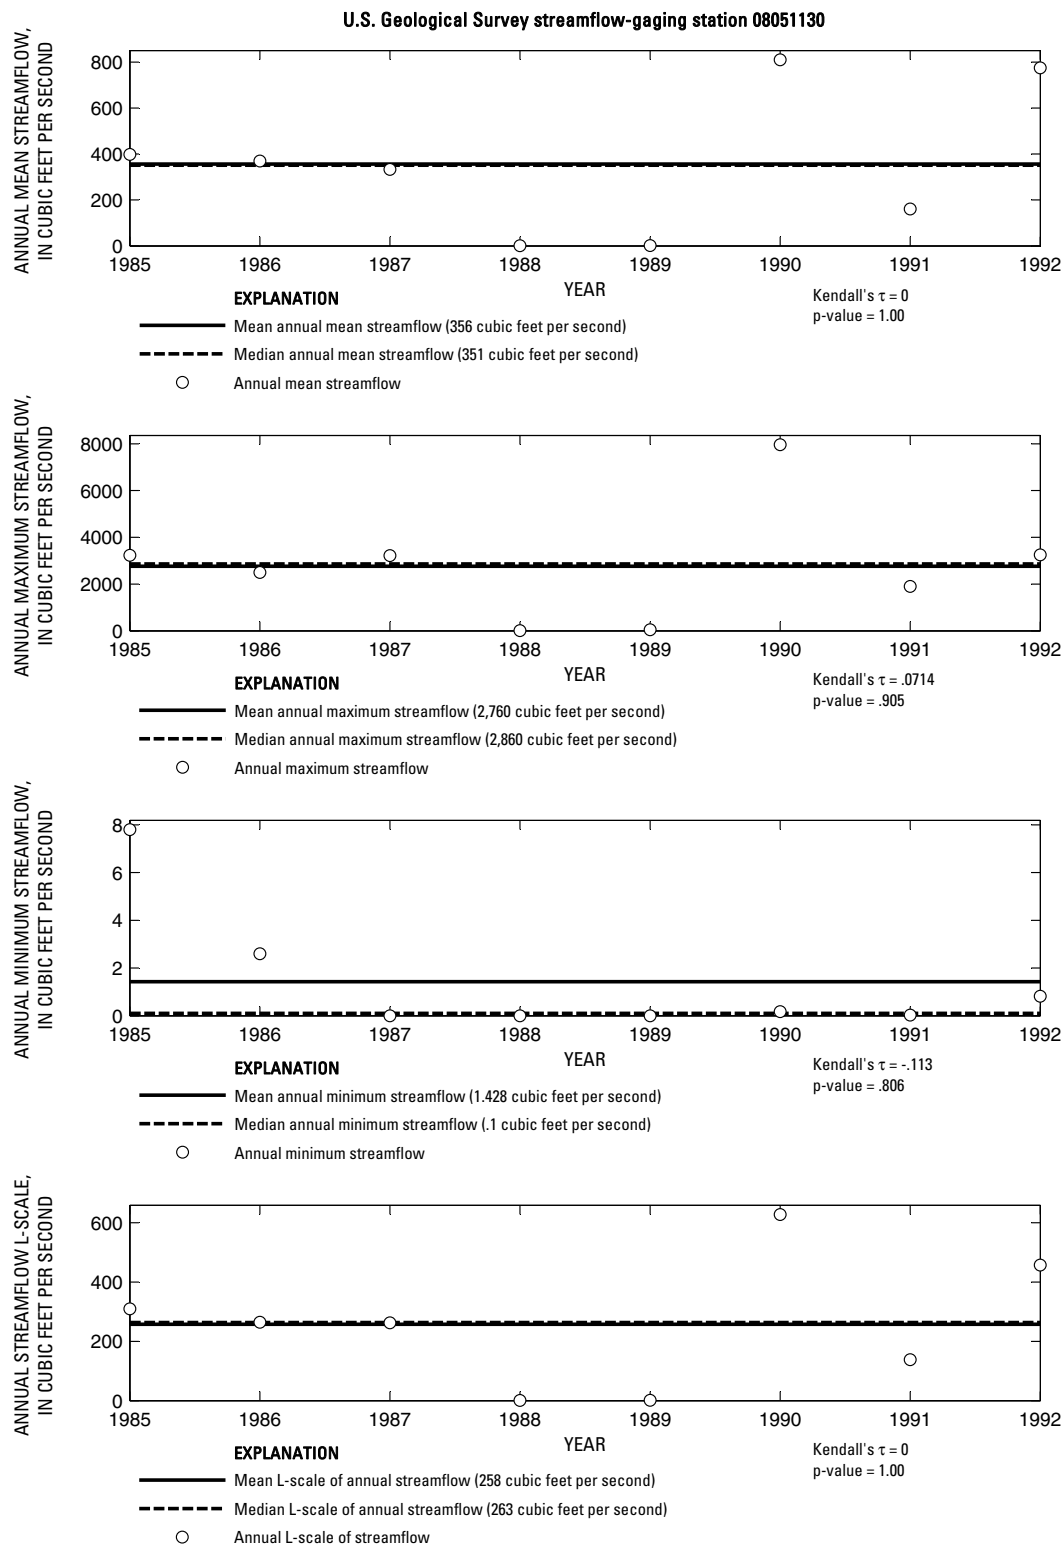 U.S. Geological Survey streamflow-gaging station 08051130
ANNUAL MEAN STREAMFLOW,
IN CUBIC FEET PER SECOND
800
600
400
200
0
1985 1986 1987 1988 1989 1990 1991 1992
YEAR
Kendall's τ = 0
p-value = 1.00
EXPLANATION
Mean annual mean streamflow (356 cubic feet per second)
Median annual mean streamflow (351 cubic feet per second)
Annual mean streamflow
ANNUAL MAXIMUM STREAMFLOW,
IN CUBIC FEET PER SECOND
8000
6000
4000
2000
0
1985 1986 1987 1988 1989 1990 1991 1992
YEAR
Kendall's τ = .0714
p-value = .905
EXPLANATION
Mean annual maximum streamflow (2,760 cubic feet per second)
Median annual maximum streamflow (2,860 cubic feet per second)
Annual maximum streamflow
ANNUAL MINIMUM STREAMFLOW,
IN CUBIC FEET PER SECOND
8
6
4
2
0
1985 1986 1987 1988 1989 1990 1991 1992
YEAR
Kendall's τ = -.113
p-value = .806
EXPLANATION
Mean annual minimum streamflow (1.428 cubic feet per second)
Median annual minimum streamflow (.1 cubic feet per second)
Annual minimum streamflow
ANNUAL STREAMFLOW L-SCALE,
IN CUBIC FEET PER SECOND
600
400
200
0
1985 1986 1987 1988 1989 1990 1991 1992
YEAR
Kendall's τ = 0
p-value = 1.00
EXPLANATION
Mean L-scale of annual streamflow (258 cubic feet per second)
Median L-scale of annual streamflow (263 cubic feet per second)
Annual L-scale of streamflow